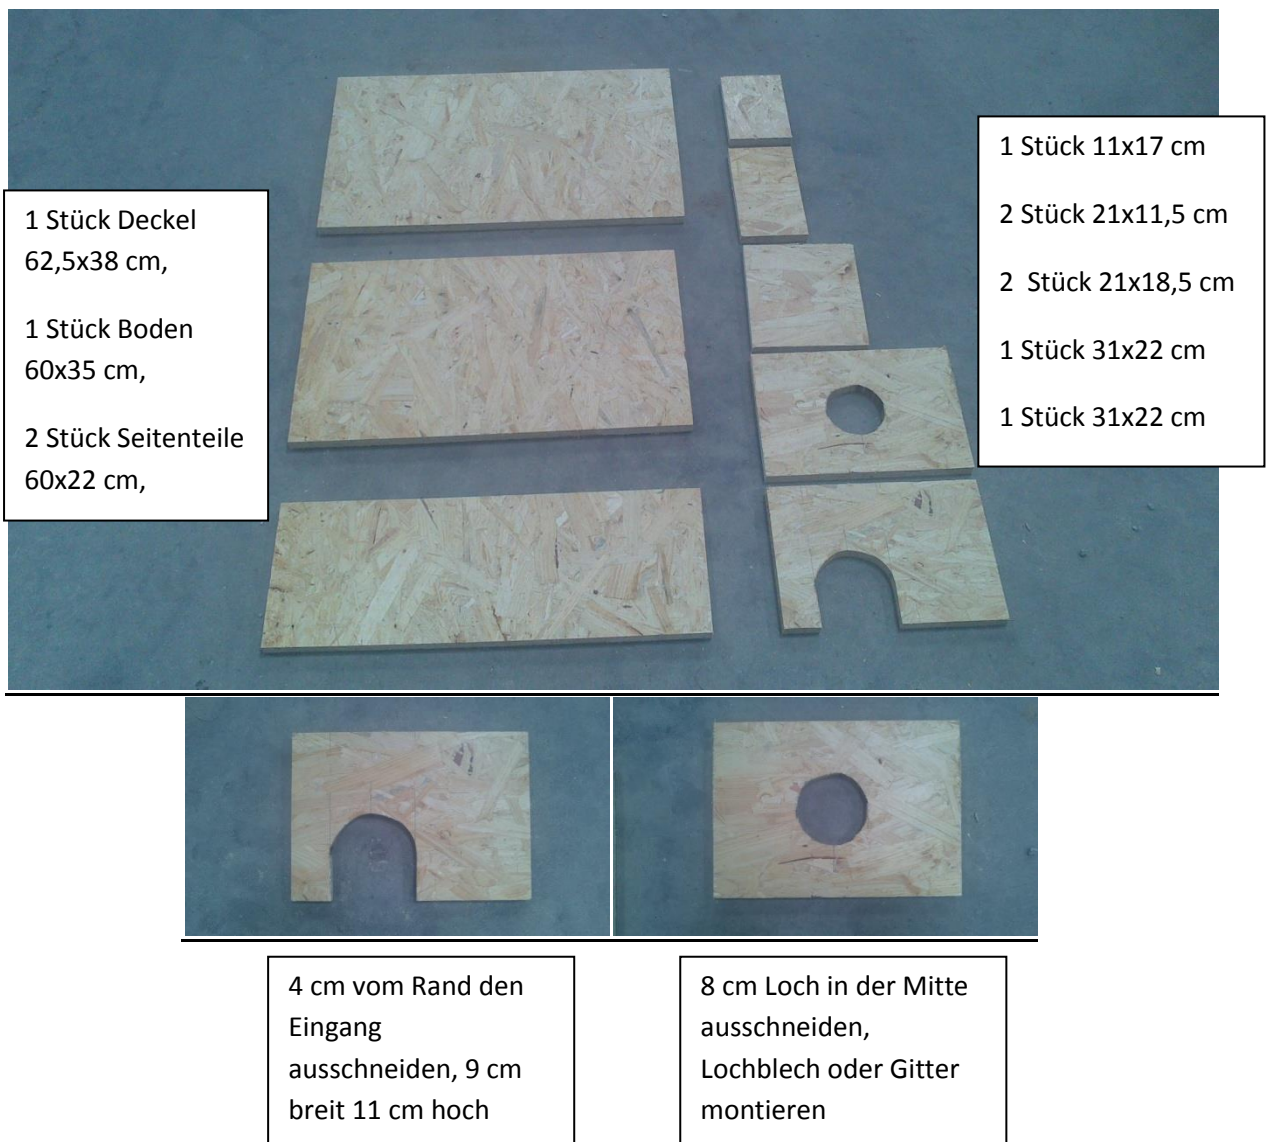 1 Stück Deckel
62,5x38 cm,
1 Stück Boden
60x35 cm,
2 Stück Seitenteile
60x22 cm,
1 Stück 11x17 cm
2 Stück 21x11,5 cm
2  Stück 21x18,5 cm
1 Stück 31x22 cm
1 Stück 31x22 cm
4 cm vom Rand den
Eingang
ausschneiden, 9 cm
breit 11 cm hoch
8 cm Loch in der Mitte
ausschneiden,
Lochblech oder Gitter
montieren